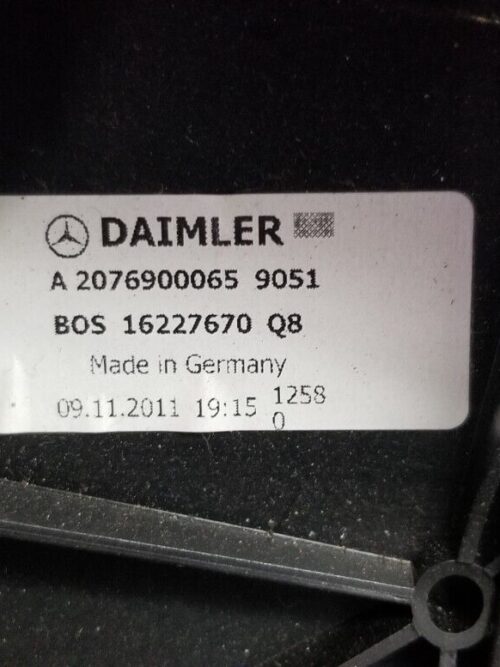 DAIMLER
A 2076900065 9051
BOS 16227670 Q8
Made in Germany
09.11.2011 19:15 1258
0